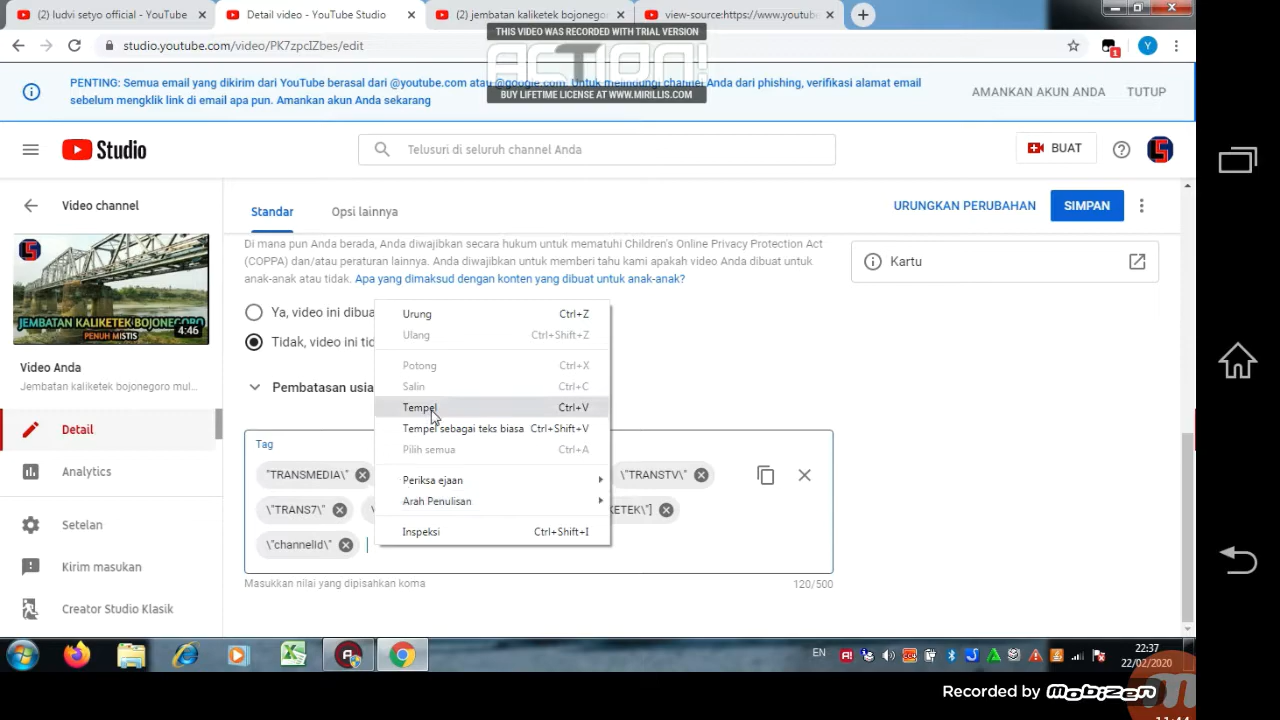 (2) ludvi setyo official - YouTube
Detail video - YouTube Studio
(2) jembatan kaliketek bojonegor
view-source:https://www.youtube
THIS VIDEO WAS RECORDED WITH TRIAL VERSION
ACTION!
BUY LIFETIME LICENSE AT WWW.MIRILLIS.COM
studio.youtube.com/video/PK7zpcIZbes/edit
1
Y
PENTING: Semua email yang dikirim dari YouTube berasal dari @youtube.com atau @google.com. Untuk melindungi channel Anda dari phishing, verifikasi alamat email
sebelum mengklik link di email apa pun. Amankan akun Anda sekarang
AMANKAN AKUN ANDA
TUTUP
Studio
Telusuri di seluruh channel Anda
BUAT
Video channel
Standar
Opsi lainnya
URUNGKAN PERUBAHAN
SIMPAN
Di mana pun Anda berada, Anda diwajibkan secara hukum untuk mematuhi Children's Online Privacy Protection Act
(COPPA) dan/atau peraturan lainnya. Anda diwajibkan untuk memberi tahu kami apakah video Anda dibuat untuk
anak-anak atau tidak. Apa yang dimaksud dengan konten yang dibuat untuk anak-anak?
Kartu
JEMBATAN KALIKETEK BOJONEGORO
PENUH MISTIS
4:46
Ya, video ini dibua
Tidak, video ini tid
Pembatasan usia
Urung Ctrl+Z
Ulang Ctrl+Shift+Z
Potong Ctrl+X
Salin Ctrl+C
Tempel Ctrl+V
Tempel sebagai teks biasa Ctrl+Shift+V
Pilih semua Ctrl+A
Periksa ejaan
Arah Penulisan
Inspeksi Ctrl+Shift+I
Video Anda
Jembatan kaliketek bojonegoro mul...
Detail
Analytics
Setelan
Kirim masukan
Creator Studio Klasik
Tag
"TRANSMEDIA\"
\"TRANSTV\"
\"TRANS7\"
KETEK\"]
\"channelId\"
Masukkan nilai yang dipisahkan koma
120/500
EN
22:37
22/02/2020
Recorded by Mobizen